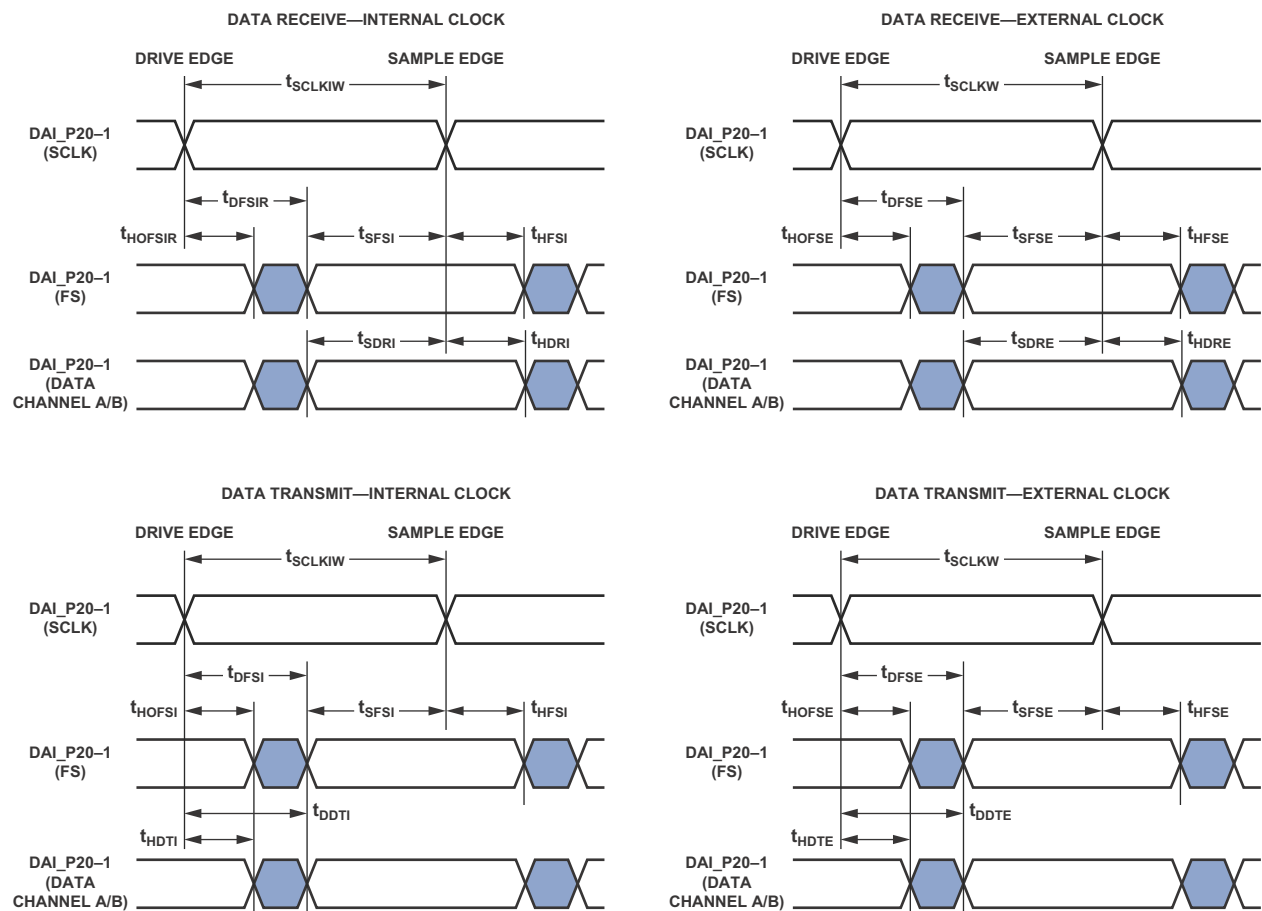 DATA RECEIVE—INTERNAL CLOCK
DRIVE EDGE
SAMPLE EDGE
tSCLKIW
DAI_P20–1
(SCLK)
tDFSIR
tHOFSIR
tSFSI
tHFSI
DAI_P20–1
(FS)
tSDRI
tHDRI
DAI_P20–1
(DATA
CHANNEL A/B)
DATA RECEIVE—EXTERNAL CLOCK
DRIVE EDGE
SAMPLE EDGE
tSCLKW
DAI_P20–1
(SCLK)
tDFSE
tHOFSE
tSFSE
tHFSE
DAI_P20–1
(FS)
tSDRE
tHDRE
DAI_P20–1
(DATA
CHANNEL A/B)
DATA TRANSMIT—INTERNAL CLOCK
DRIVE EDGE
SAMPLE EDGE
tSCLKIW
DAI_P20–1
(SCLK)
tDFSI
tHOFSI
tSFSI
tHFSI
DAI_P20–1
(FS)
tDDTI
tHDTI
DAI_P20–1
(DATA
CHANNEL A/B)
DATA TRANSMIT—EXTERNAL CLOCK
DRIVE EDGE
SAMPLE EDGE
tSCLKW
DAI_P20–1
(SCLK)
tDFSE
tHOFSE
tSFSE
tHFSE
DAI_P20–1
(FS)
tDDTE
tHDTE
DAI_P20–1
(DATA
CHANNEL A/B)